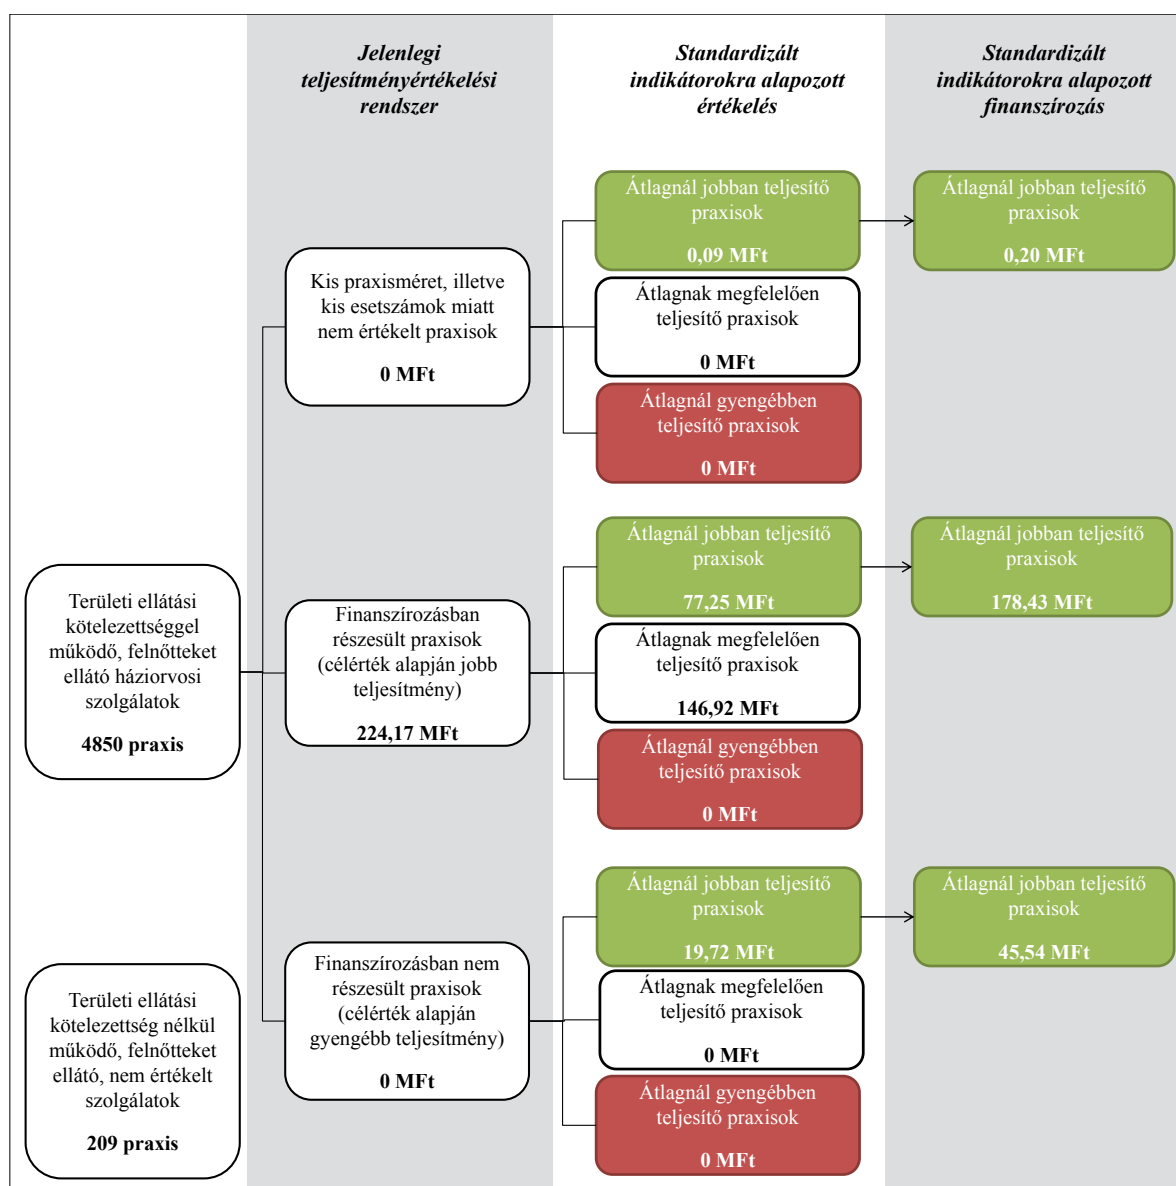 Jelenlegi
teljesítményértékelési
rendszer
Standardizált
indikátorokra alapozott
értékelés
Standardizált
indikátorokra alapozott
finanszírozás
Területi ellátási
kötelezettséggel
működő, felnőtteket
ellátó háziorvosi
szolgálatok
4850 praxis
Területi ellátási
kötelezettség nélkül
működő, felnőtteket
ellátó, nem értékelt
szolgálatok
209 praxis
Kis praxisméret, illetve
kis esetszámok miatt
nem értékelt praxisok
0 MFt
Átlagnál jobban teljesítő
praxisok
0,09 MFt
Átlagnál jobban teljesítő
praxisok
0,20 MFt
Átlagnak megfelelően
teljesítő praxisok
0 MFt
Átlagnál gyengébben
teljesítő praxisok
0 MFt
Finanszírozásban
részesült praxisok
(célérték alapján jobb
teljesítmény)
224,17 MFt
Átlagnál jobban teljesítő
praxisok
77,25 MFt
Átlagnál jobban teljesítő
praxisok
178,43 MFt
Átlagnak megfelelően
teljesítő praxisok
146,92 MFt
Átlagnál gyengébben
teljesítő praxisok
0 MFt
Finanszírozásban nem
részesült praxisok
(célérték alapján
gyengébb teljesítmény)
0 MFt
Átlagnál jobban teljesítő
praxisok
19,72 MFt
Átlagnál jobban teljesítő
praxisok
45,54 MFt
Átlagnak megfelelően
teljesítő praxisok
0 MFt
Átlagnál gyengébben
teljesítő praxisok
0 MFt